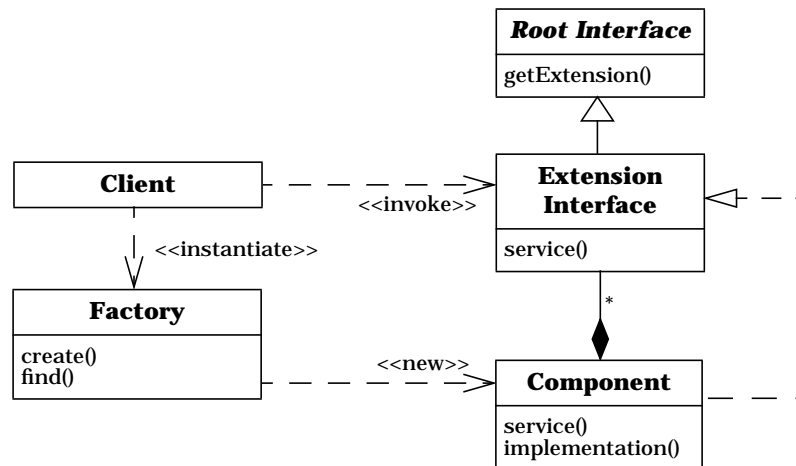 Root Interface
getExtension()
Client
Extension
Interface
<<invoke>>
service()
<<instantiate>>
*
Factory
create()
find()
<<new>>
Component
service()
implementation()